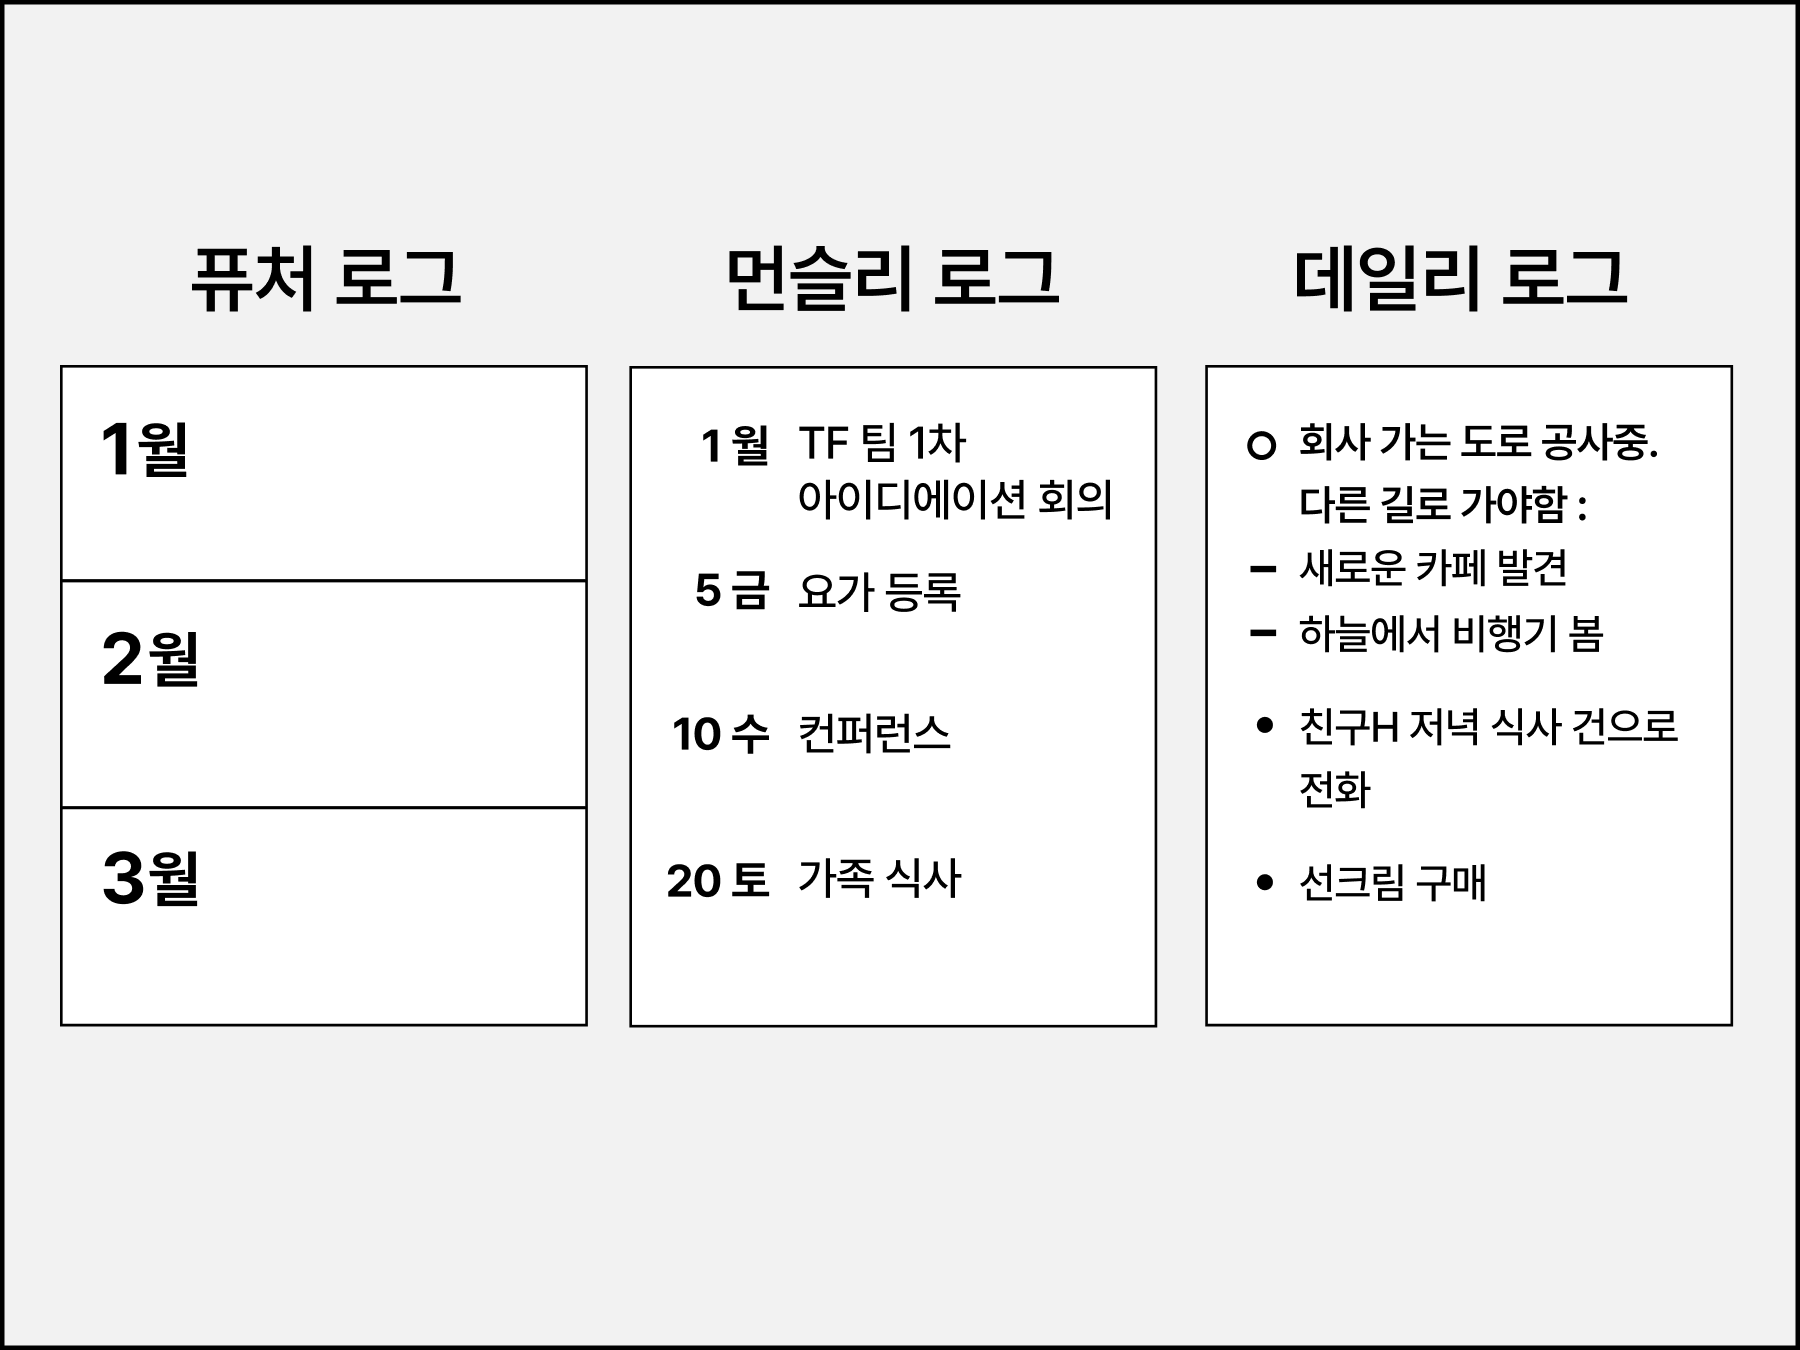 퓨처 로그
1월
2월
3월
먼슬리 로그
1 월 TF 팀 1차
아이디에이션 회의
5 금 요가 등록
10 수 컨퍼런스
20 토 가족 식사
데일리 로그
회사 가는 도로 공사중.
다른 길로 가야함 :
– 새로운 카페 발견
– 하늘에서 비행기 봄
• 친구H 저녁 식사 건으로
전화
• 선크림 구매